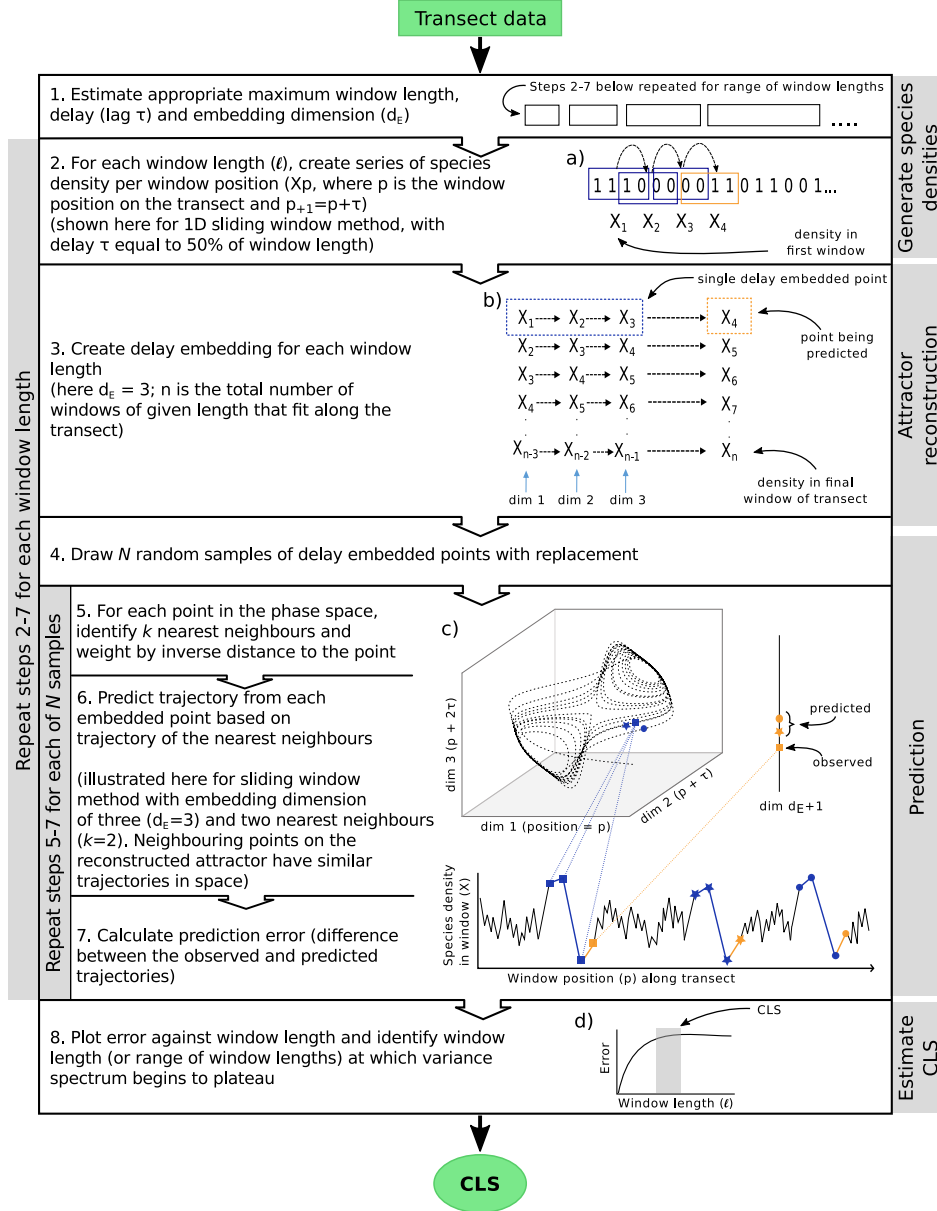 Transect data
1. Estimate appropriate maximum window length,
delay (lag τ) and embedding dimension (dE)
Steps 2-7 below repeated for range of window lengths
....
Generate species
densities
Repeat steps 2-7 for each window length
2. For each window length (ℓ), create series of species
density per window position (Xp, where p is the window
position on the transect and p+1=p+τ)
(shown here for 1D sliding window method, with
delay τ equal to 50% of window length)
a)
1 1 1 0 0 0 0 0 1 1 0 1 1 0 0 1...
X1 X2 X3 X4
density in
first window
3. Create delay embedding for each window
length
(here dE = 3; n is the total number of
windows of given length that fit along the
transect)
b)
single delay embedded point
X1 X2 X3 X4
point being
predicted
X2 X3 X4 X5
X3 X4 X5 X6
X4 X5 X6 X7
. . . .
Xn-3 Xn-2 Xn-1 Xn
dim 1 dim 2 dim 3
density in final
window of transect
Attractor
reconstruction
4. Draw N random samples of delay embedded points with replacement
Repeat steps 5-7 for each of N samples
5. For each point in the phase space,
identify k nearest neighbours and
weight by inverse distance to the point
6. Predict trajectory from each
embedded point based on
trajectory of the nearest neighbours
(illustrated here for sliding window
method with embedding dimension
of three (dE=3) and two nearest neighbours
(k=2). Neighbouring points on the
reconstructed attractor have similar
trajectories in space)
7. Calculate prediction error (difference
between the observed and predicted
trajectories)
c)
dim 3 (p + 2τ)
dim 1 (position = p)
dim 2 (p + τ)
predicted
observed
dim dE+1
Species density
in window (X)
Window position (p) along transect
Prediction
8. Plot error against window length and identify window
length (or range of window lengths) at which variance
spectrum begins to plateau
d)
CLS
Error
Window length (ℓ)
Estimate
CLS
CLS